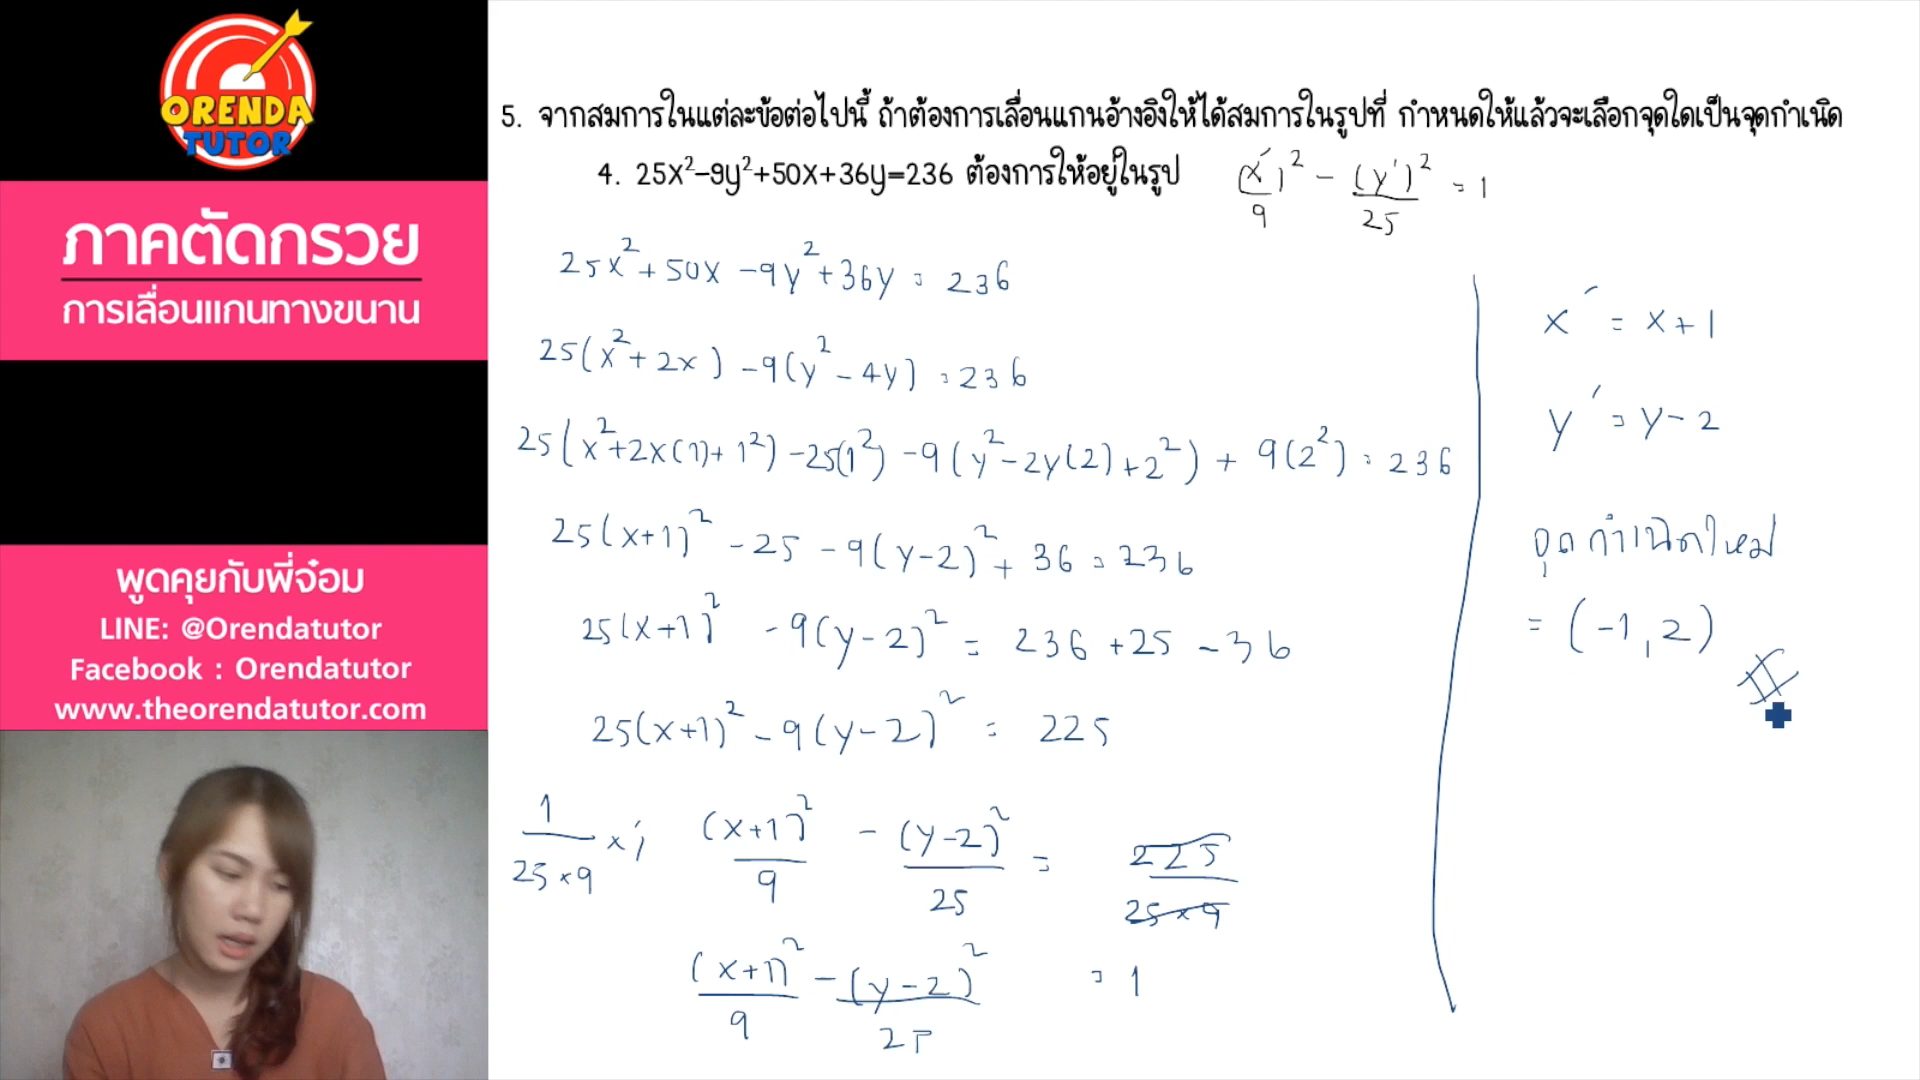 ORENDA
TUTOR
ภาคตัดกรวย
การเลื่อนแกนทางขนาน
พูดคุยกับพี่จ๋อม
LINE: @Orendatutor
Facebook : Orendatutor
www.theorendatutor.com
5. จากสมการในแต่ละข้อต่อไปนี้ ถ้าต้องการเลื่อนแกนอ้างอิงให้ได้สมการในรูปที่ กำหนดให้แล้วจะเลือกจุดใดเป็นจุดกำเนิด
4. 25x²-9y²+50x+36y=236 ต้องการให้อยู่ในรูป (x′)²/9 - (y′)²/25 = 1
25x² + 50x - 9y² + 36y = 236
25(x² + 2x) - 9(y² - 4y) = 236
25(x²+2x(1)+1²) - 25(1²) - 9(y²-2y(2)+2²) + 9(2²) = 236
25(x+1)² - 25 - 9(y-2)² + 36 = 236
25(x+1)² - 9(y-2)² = 236 + 25 - 36
25(x+1)² - 9(y-2)² = 225
1/(25×9) × ; (x+1)²/9 - (y-2)²/25 = 225/(25×9)
(x+1)²/9 - (y-2)²/25 = 1
x′ = x+1
y′ = y-2
จุดกำเนิดใหม่
= (-1, 2)